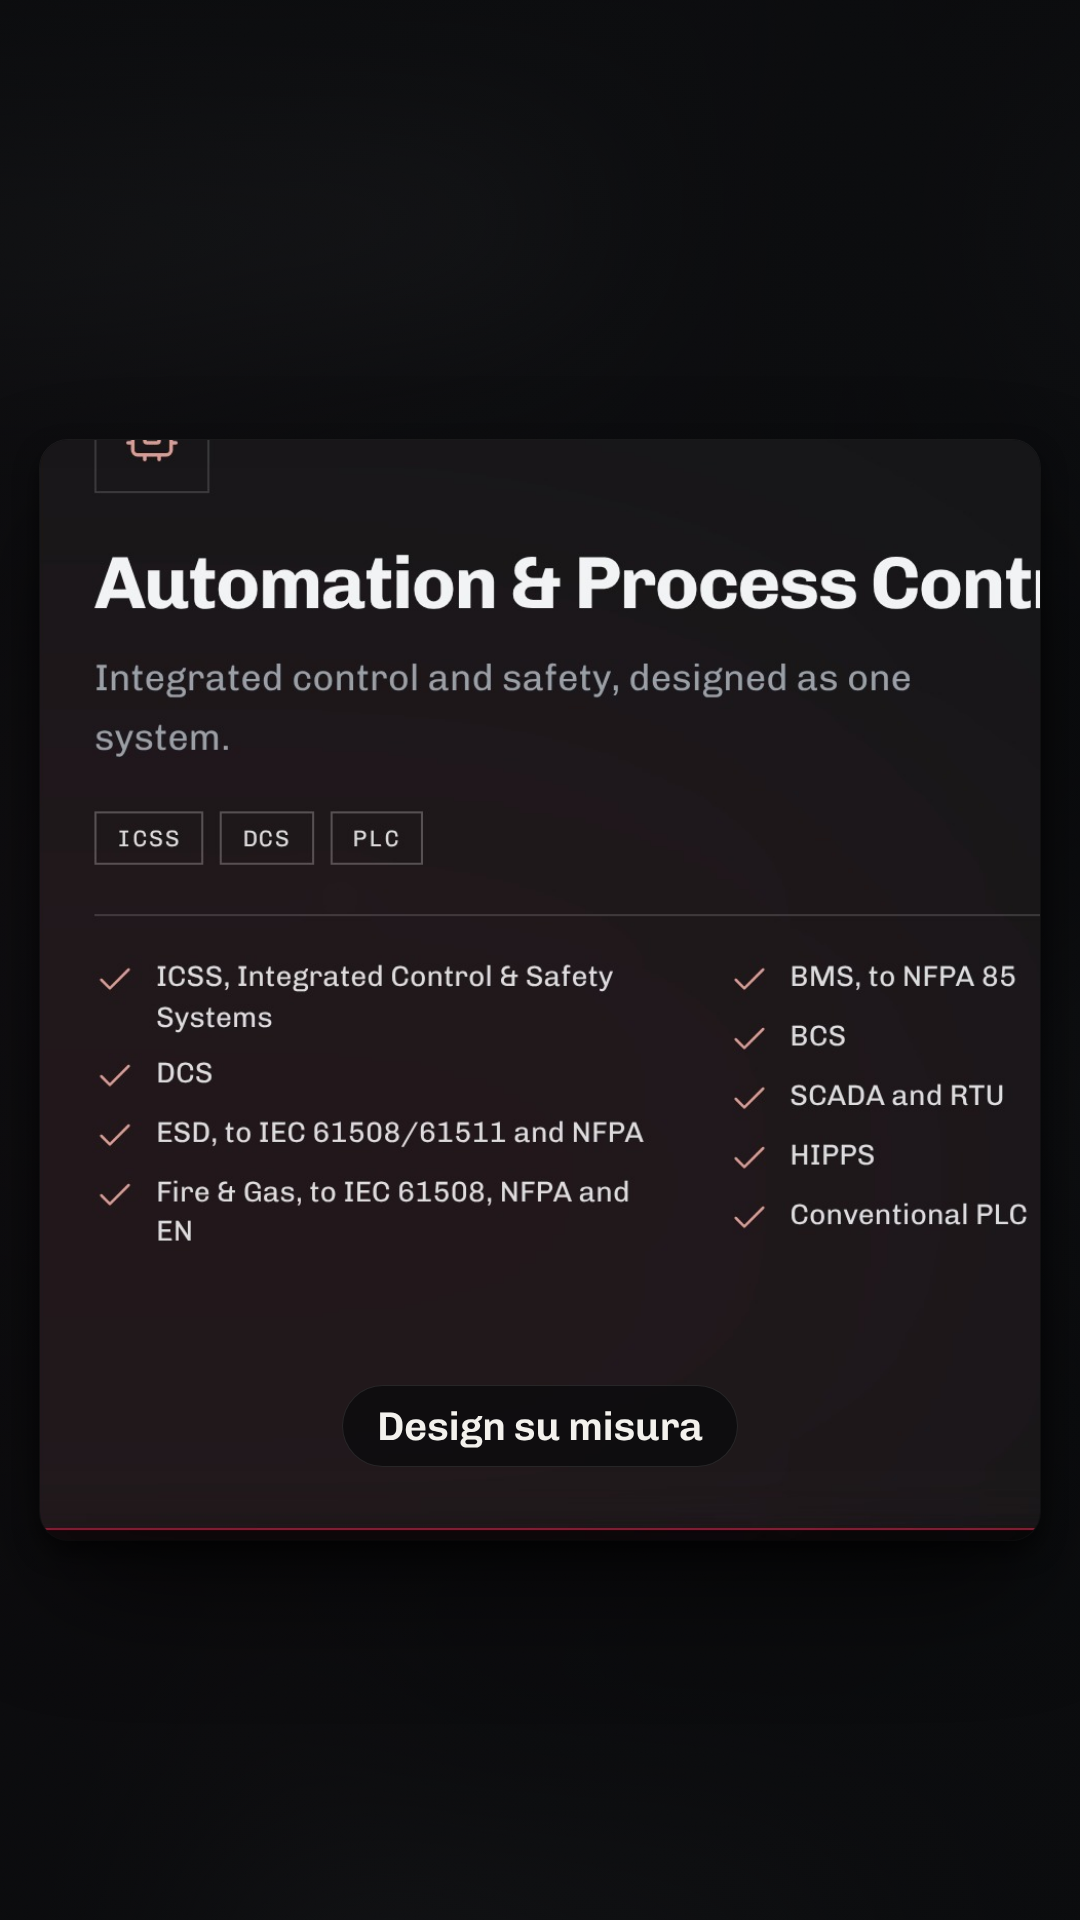 Automation & Process Cont
Integrated control and safety, designed as one
system.
ICSS DCS PLC
ICSS, Integrated Control & Safety
Systems
DCS
ESD, to IEC 61508/61511 and NFPA
Fire & Gas, to IEC 61508, NFPA and
EN
BMS, to NFPA 85
BCS
SCADA and RTU
HIPPS
Conventional PLC
Design su misura